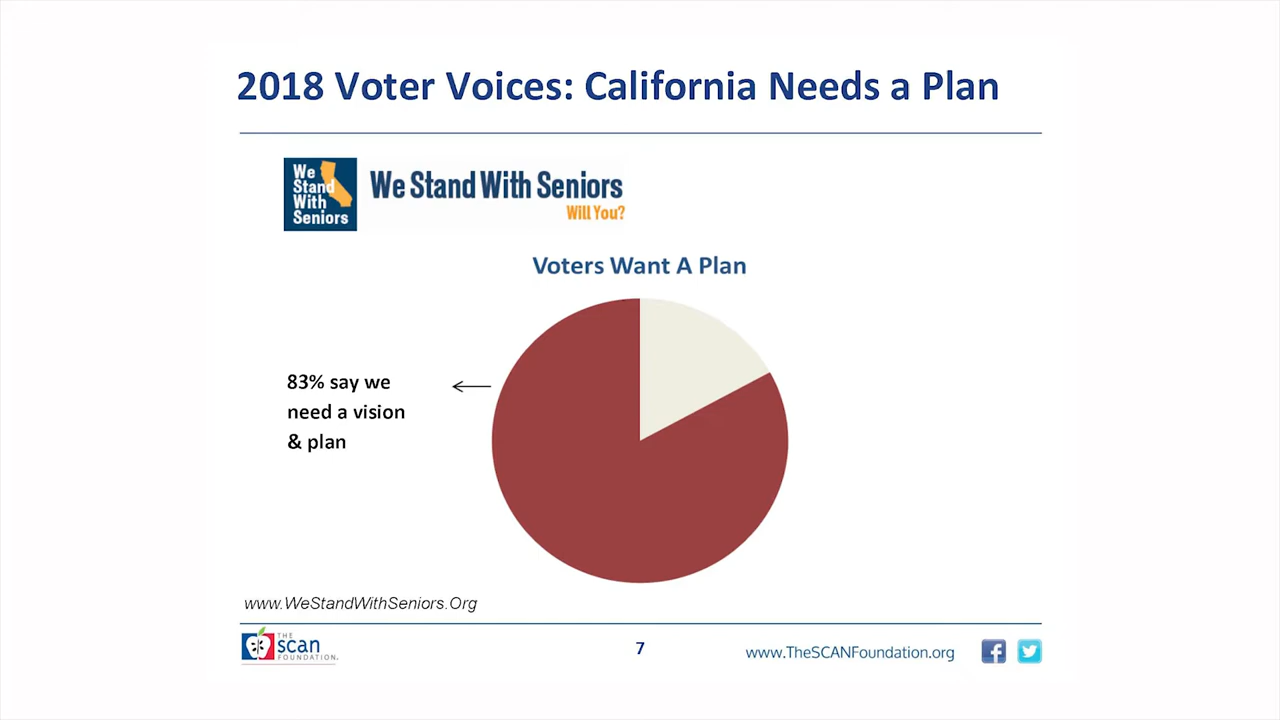 2018 Voter Voices: California Needs a Plan
We
Stand
With
Seniors
We Stand With Seniors
Will You?
Voters Want A Plan
83% say we
need a vision
& plan
www.WeStandWithSeniors.Org
THE
scan
FOUNDATION.
7
www.TheSCANFoundation.org